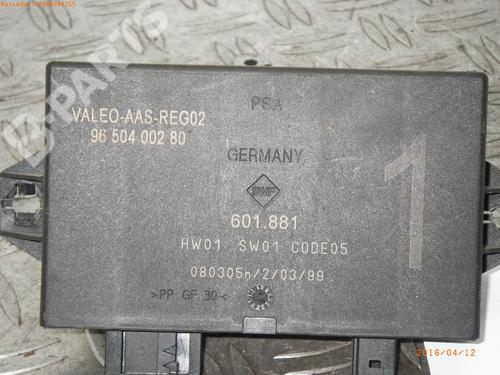 PSA
VALEO-AAS-REG02
96 504 002 80
GERMANY
SWF
601.881
HW01 SW01 CODE05
080305n/2/03/99
>PP GF 30<
1
B-PARTS
2016/04/12